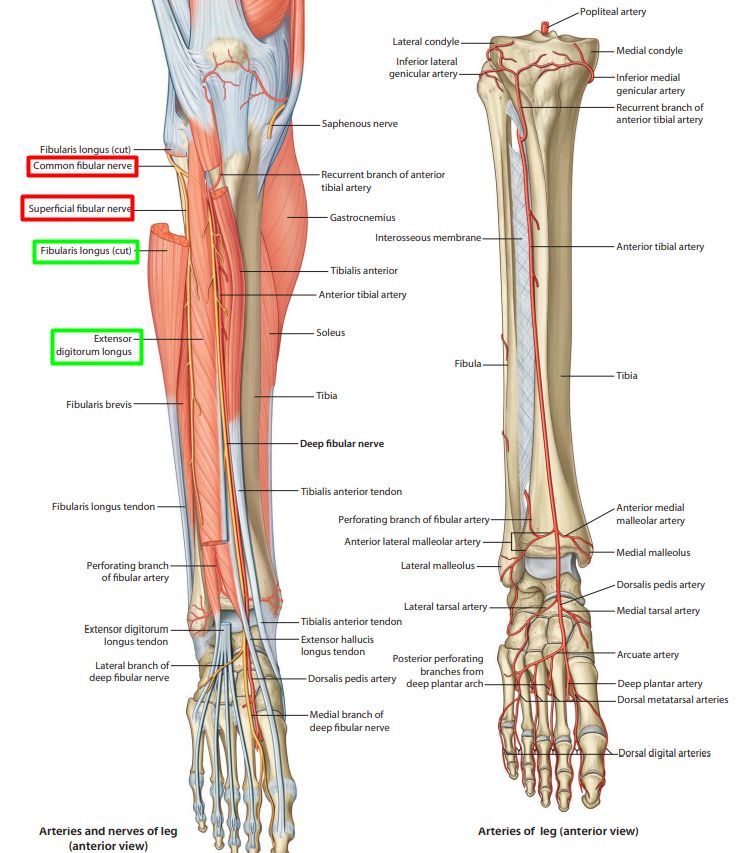 Fibularis longus (cut)
Common fibular nerve
Superficial fibular nerve
Fibularis longus (cut)
Extensor
digitorum longus
Fibularis brevis
Fibularis longus tendon
Perforating branch
of fibular artery
Extensor digitorum
longus tendon
Lateral branch of
deep fibular nerve
Saphenous nerve
Recurrent branch of anterior
tibial artery
Gastrocnemius
Tibialis anterior
Anterior tibial artery
Soleus
Tibia
Deep fibular nerve
Tibialis anterior tendon
Tibialis anterior tendon
Extensor hallucis
longus tendon
Dorsalis pedis artery
Medial branch of
deep fibular nerve
Arteries and nerves of leg
(anterior view)
Popliteal artery
Lateral condyle
Inferior lateral
genicular artery
Interosseous membrane
Fibula
Perforating branch of fibular artery
Anterior lateral malleolar artery
Lateral malleolus
Lateral tarsal artery
Posterior perforating
branches from
deep plantar arch
Medial condyle
Inferior medial
genicular artery
Recurrent branch of
anterior tibial artery
Anterior tibial artery
Tibia
Anterior medial
malleolar artery
Medial malleolus
Dorsalis pedis artery
Medial tarsal artery
Arcuate artery
Deep plantar artery
Dorsal metatarsal arteries
Dorsal digital arteries
Arteries of leg (anterior view)